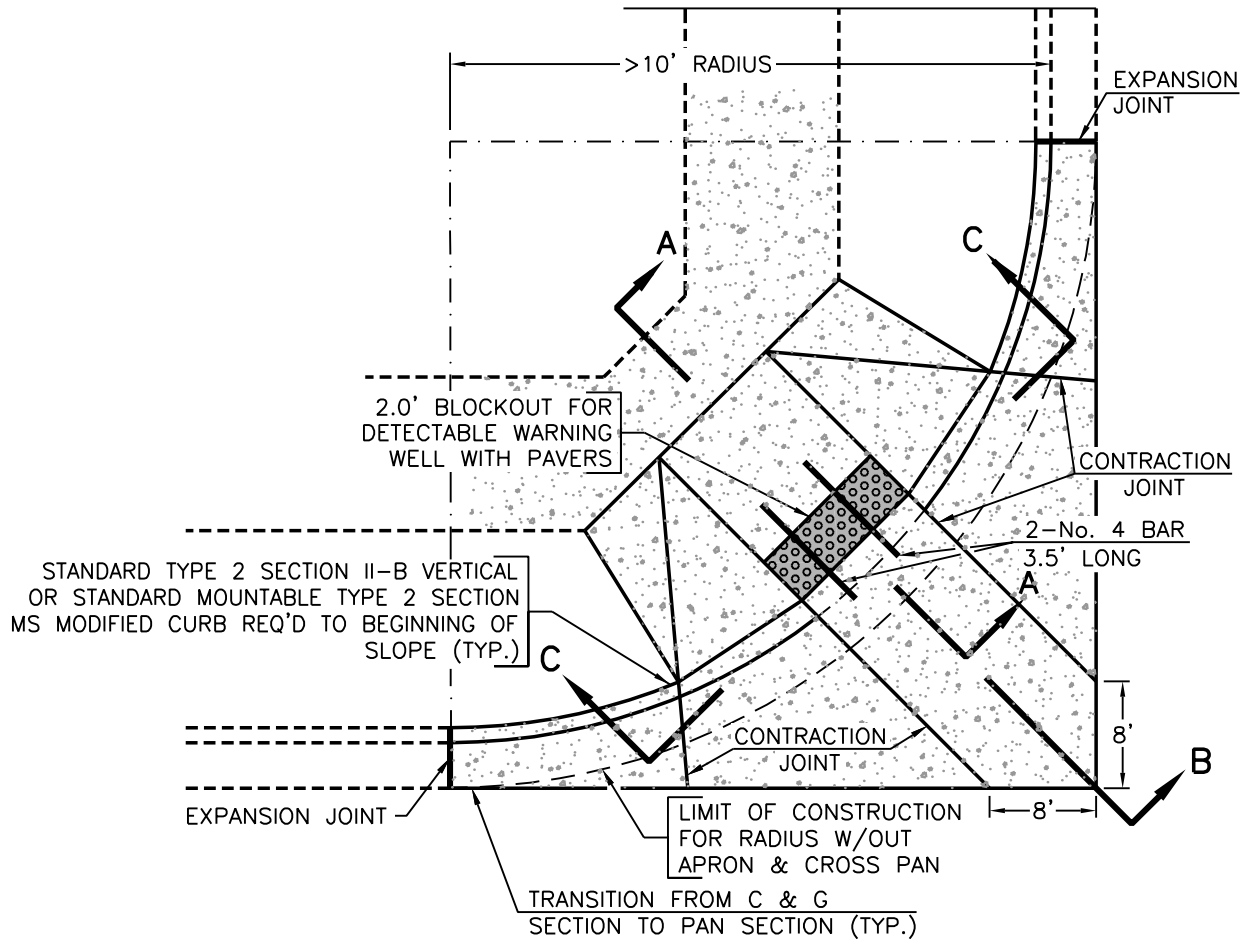 >10' RADIUS
EXPANSION
JOINT
A
C
2.0' BLOCKOUT FOR
DETECTABLE WARNING
WELL WITH PAVERS
CONTRACTION
JOINT
2-No. 4 BAR
3.5' LONG
STANDARD TYPE 2 SECTION II-B VERTICAL
OR STANDARD MOUNTABLE TYPE 2 SECTION
MS MODIFIED CURB REQ'D TO BEGINNING OF
SLOPE (TYP.)
A
C
CONTRACTION
JOINT
8'
B
EXPANSION JOINT
8'
LIMIT OF CONSTRUCTION
FOR RADIUS W/OUT
APRON & CROSS PAN
TRANSITION FROM C & G
SECTION TO PAN SECTION (TYP.)